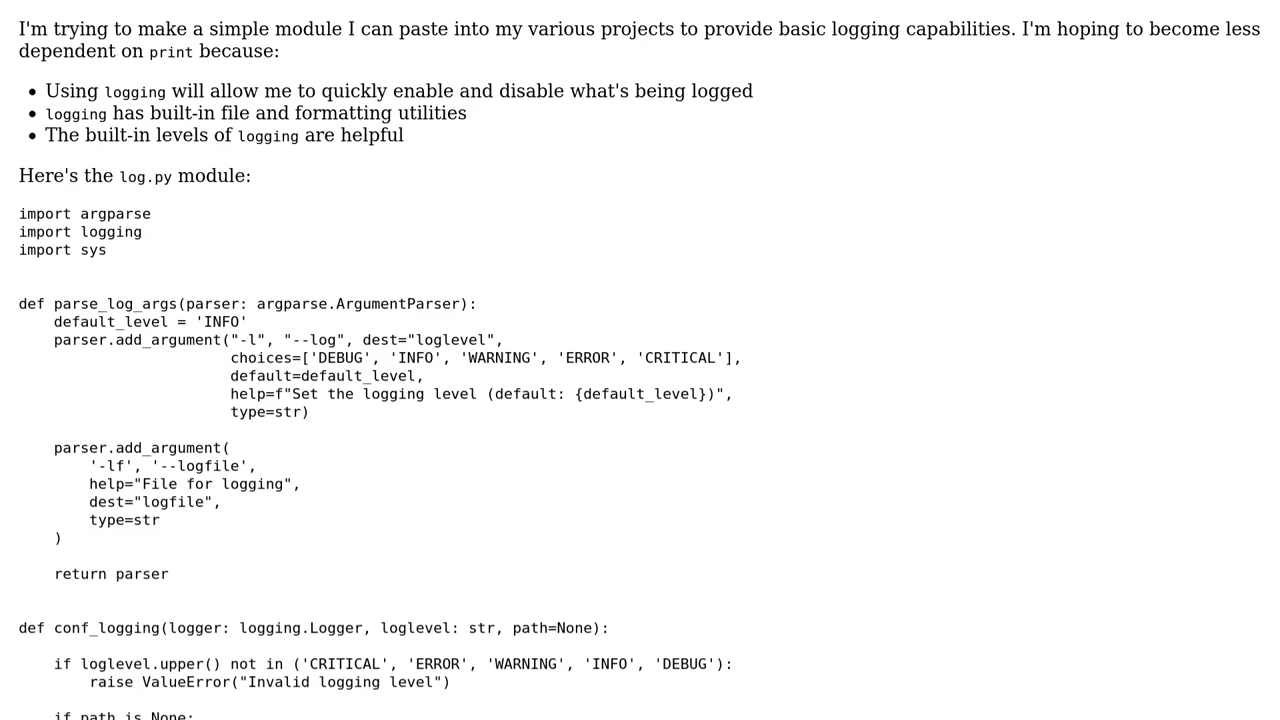 I'm trying to make a simple module I can paste into my various projects to provide basic logging capabilities. I'm hoping to become less
dependent on print because:
• Using logging will allow me to quickly enable and disable what's being logged
• logging has built-in file and formatting utilities
• The built-in levels of logging are helpful
Here's the log.py module:
import argparse
import logging
import sys
def parse_log_args(parser: argparse.ArgumentParser):
    default_level = 'INFO'
    parser.add_argument("-l", "--log", dest="loglevel",
                        choices=['DEBUG', 'INFO', 'WARNING', 'ERROR', 'CRITICAL'],
                        default=default_level,
                        help=f"Set the logging level (default: {default_level})",
                        type=str)
    parser.add_argument(
        '-lf', '--logfile',
        help="File for logging",
        dest="logfile",
        type=str
    )
    return parser
def conf_logging(logger: logging.Logger, loglevel: str, path=None):
    if loglevel.upper() not in ('CRITICAL', 'ERROR', 'WARNING', 'INFO', 'DEBUG'):
        raise ValueError("Invalid logging level")
    if path is None: